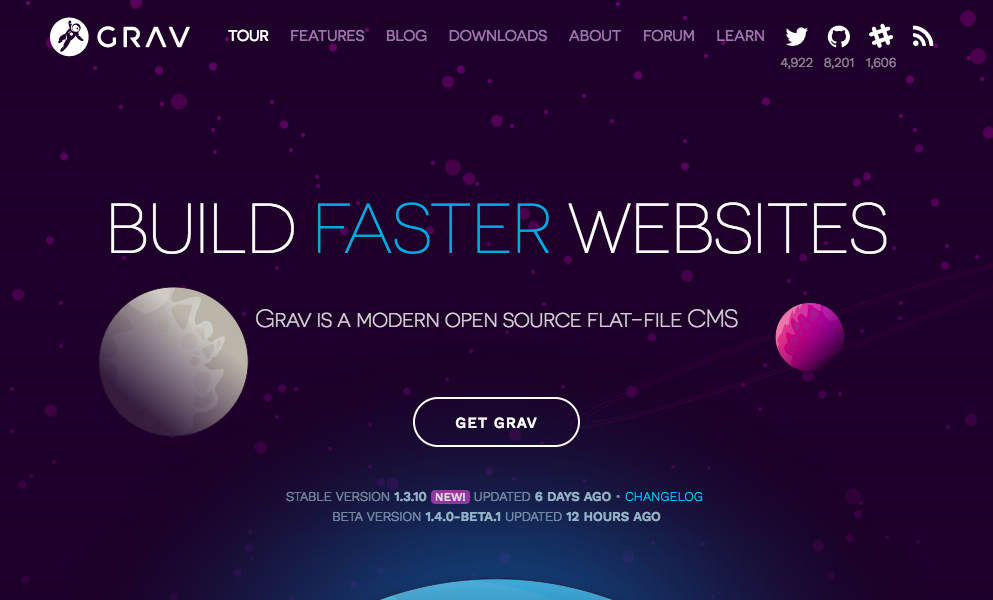 GRAV TOUR FEATURES BLOG DOWNLOADS ABOUT FORUM LEARN
4,922 8,201 1,606
BUILD FASTER WEBSITES
GRAV IS A MODERN OPEN SOURCE FLAT-FILE CMS
GET GRAV
STABLE VERSION 1.3.10 NEW! UPDATED 6 DAYS AGO • CHANGELOG
BETA VERSION 1.4.0-BETA.1 UPDATED 12 HOURS AGO